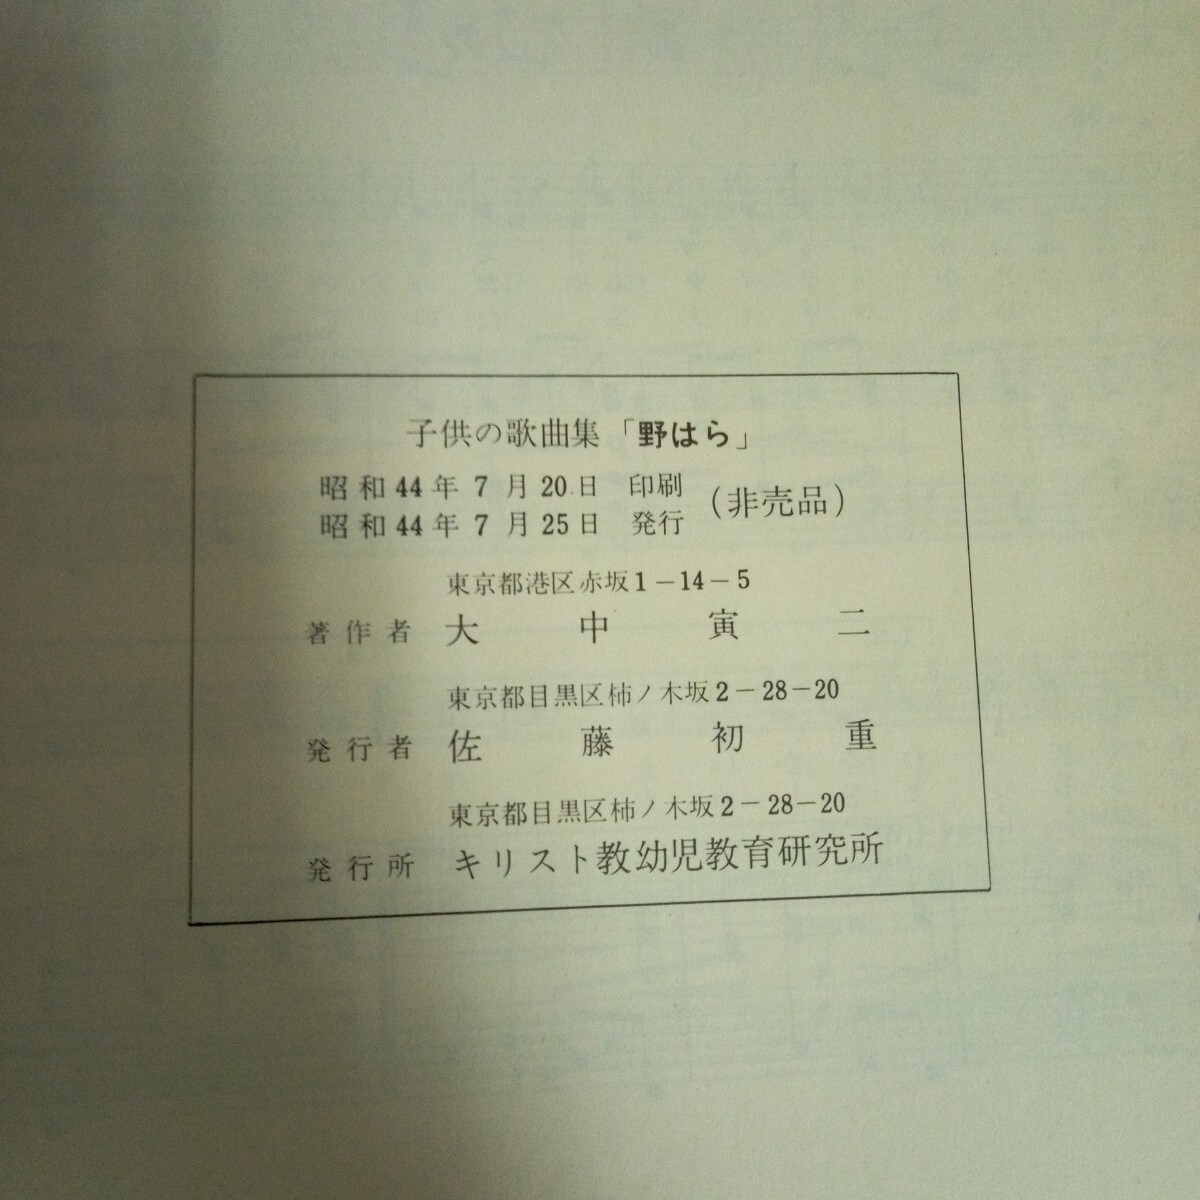 子供の歌曲集「野はら」
昭和44年7月20日 印刷
昭和44年7月25日 発行
(非売品)
東京都港区赤坂1-14-5
著作者 大中寅二
東京都目黒区柿ノ木坂2-28-20
発行者 佐藤初重
東京都目黒区柿ノ木坂2-28-20
発行所 キリスト教幼児教育研究所